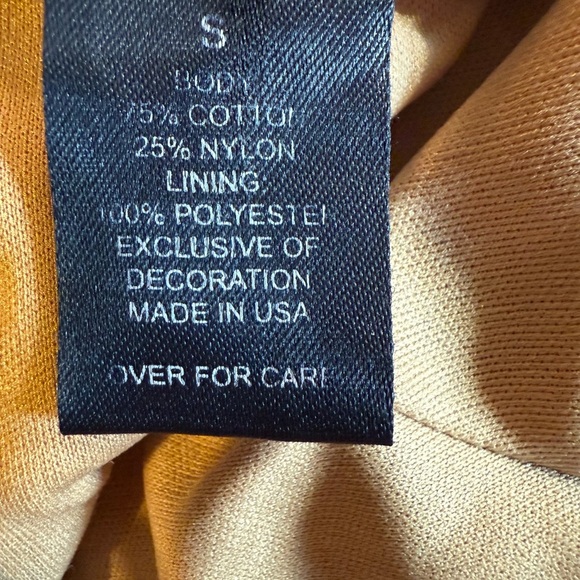 S
BODY
75% COTTON
25% NYLON
LINING:
100% POLYESTER
EXCLUSIVE OF
DECORATION
MADE IN USA
OVER FOR CARE